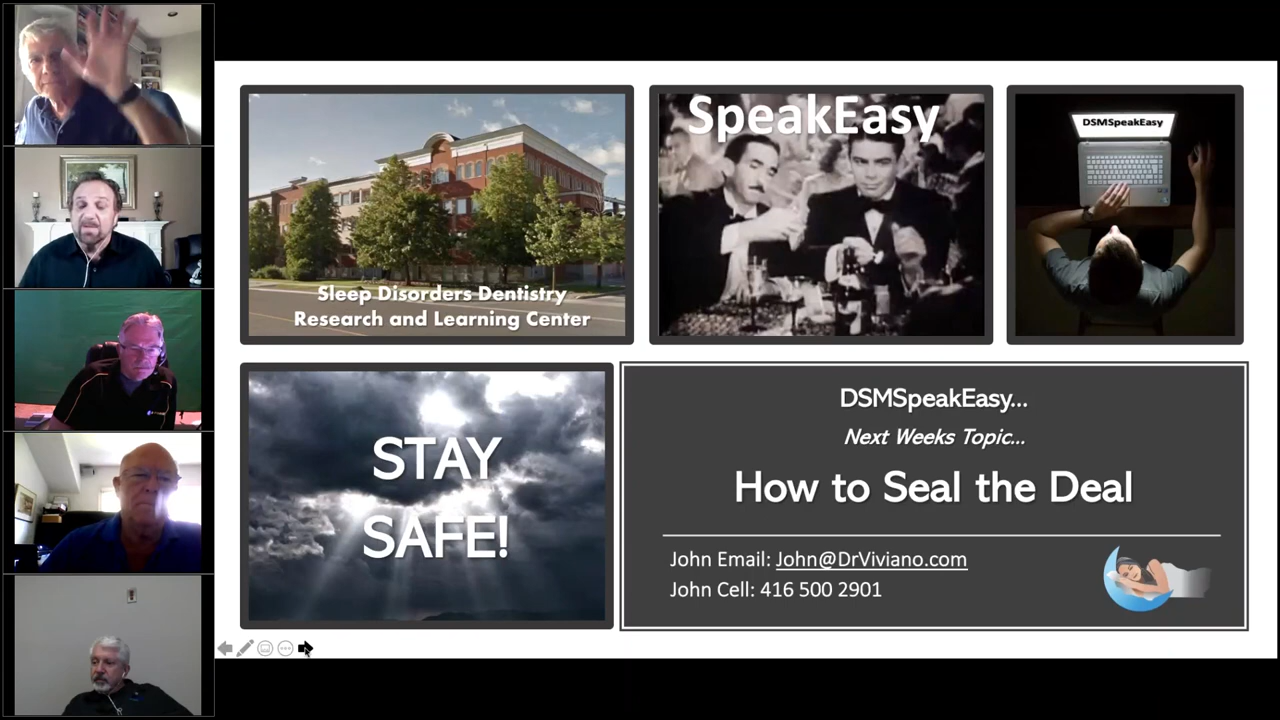 SpeakEasy
DSMSpeakEasy
Sleep Disorders Dentistry
Research and Learning Center
STAY
SAFE!
DSMSpeakEasy...
Next Weeks Topic...
How to Seal the Deal
John Email: John@DrViviano.com
John Cell: 416 500 2901